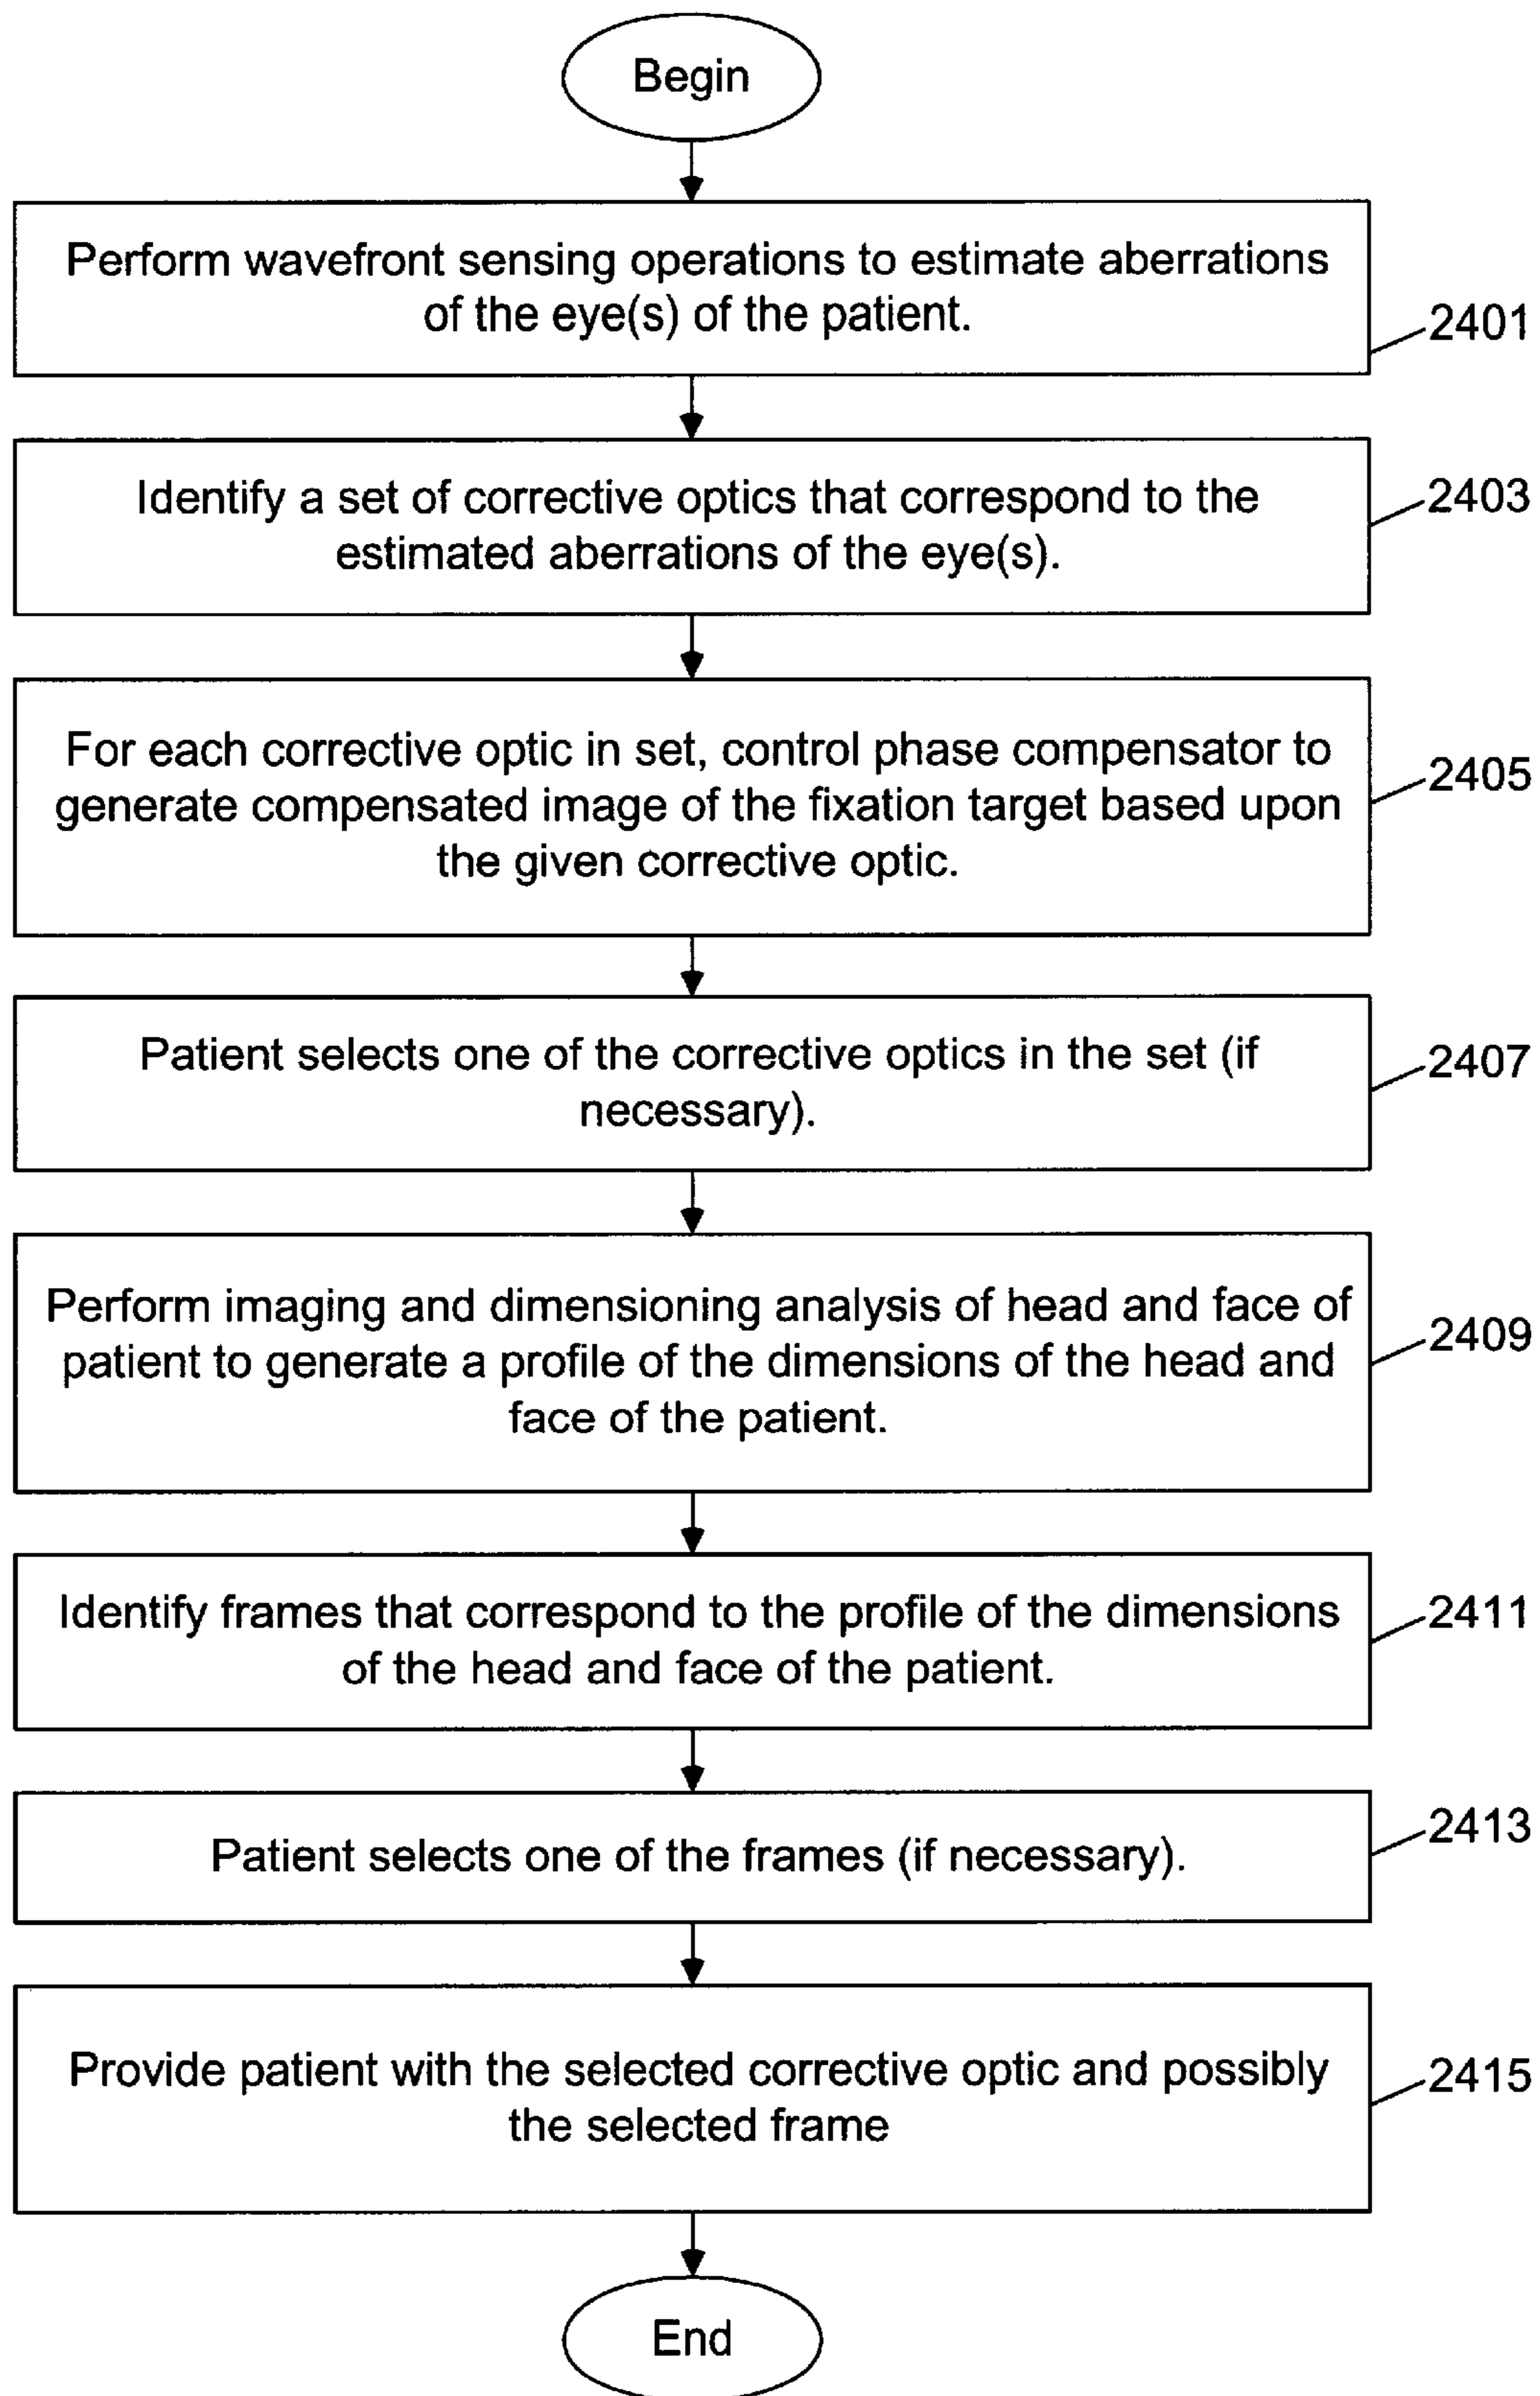 Begin
Perform wavefront sensing operations to estimate aberrations
of the eye(s) of the patient.
2401
Identify a set of corrective optics that correspond to the
estimated aberrations of the eye(s).
2403
For each corrective optic in set, control phase compensator to
generate compensated image of the fixation target based upon
the given corrective optic.
2405
Patient selects one of the corrective optics in the set (if
necessary).
2407
Perform imaging and dimensioning analysis of head and face of
patient to generate a profile of the dimensions of the head and
face of the patient.
2409
Identify frames that correspond to the profile of the dimensions
of the head and face of the patient.
2411
Patient selects one of the frames (if necessary).
2413
Provide patient with the selected corrective optic and possibly
the selected frame
2415
End